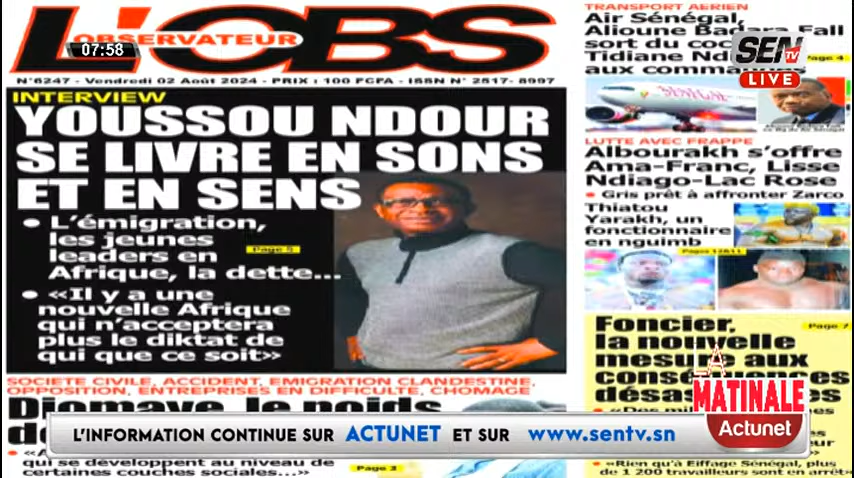 L'OBS
OBSERVATEUR
07:58
N°6247 - Vendredi 02 Août 2024 - PRIX : 100 FCFA - ISSN N° 2517- 8997
INTERVIEW
YOUSSOU NDOUR
SE LIVRE EN SONS
ET EN SENS
• L'émigration,
les jeunes
leaders en
Afrique, la dette...
Page 5
• «Il y a une
nouvelle Afrique
qui n'acceptera
plus le diktat de
qui que ce soit»
SOCIETE CIVILE, ACCIDENT, EMIGRATION CLANDESTINE,
OPPOSITION, ENTREPRISES EN DIFFICULTE, CHOMAGE
Diomaye, le poids
qui se développent au niveau de
certaines couches sociales...»
Page 3
TRANSPORT AERIEN
Air Sénégal,
Alioune Badara Fall
sort du
Tidiane
aux
Page 4
SEN TV
LIVE
LUTTE AVEC FRAPPE
Albourakh s'offre
Ama-Franc, Lisse
Ndiago-Lac Rose
• Gris prêt à affronter Zarco
Thiatou
Yarakh, un
fonctionnaire
en nguimb
Pages 12&11
Foncier,
la nouvelle
mesure aux
conséquences
Page 7
• «Rien qu'à Eiffage Sénégal, plus
de 1 200 travailleurs sont en arrêt»
LA
MATINALE
Actunet
L'INFORMATION CONTINUE SUR ACTUNET ET SUR www.sentv.sn